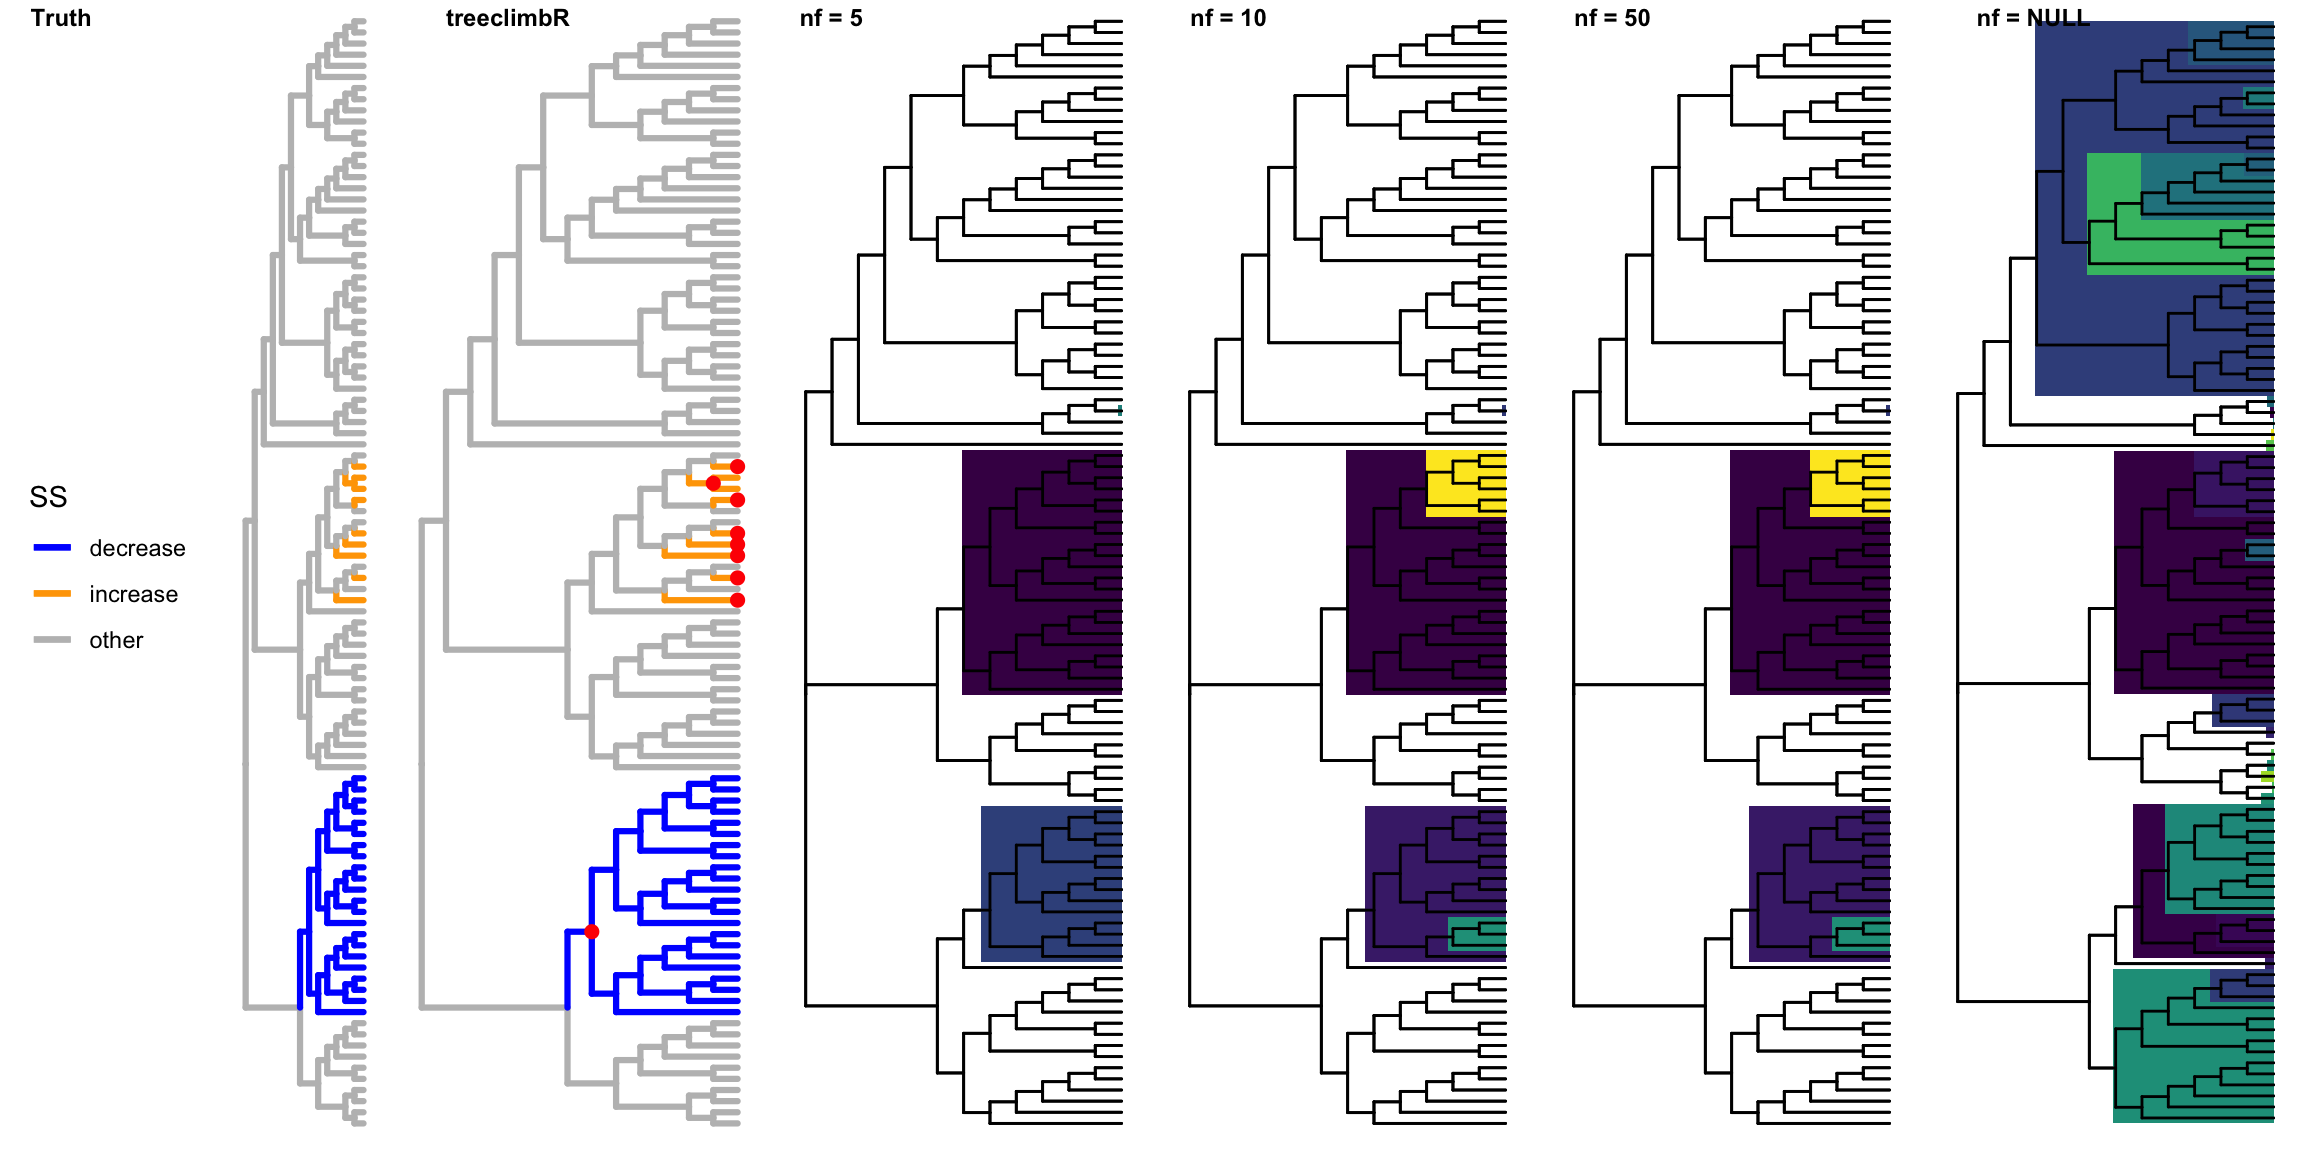 Truth
treeclimbR
nf = 5
nf = 10
nf = 50
nf = NULL
SS
decrease
increase
other